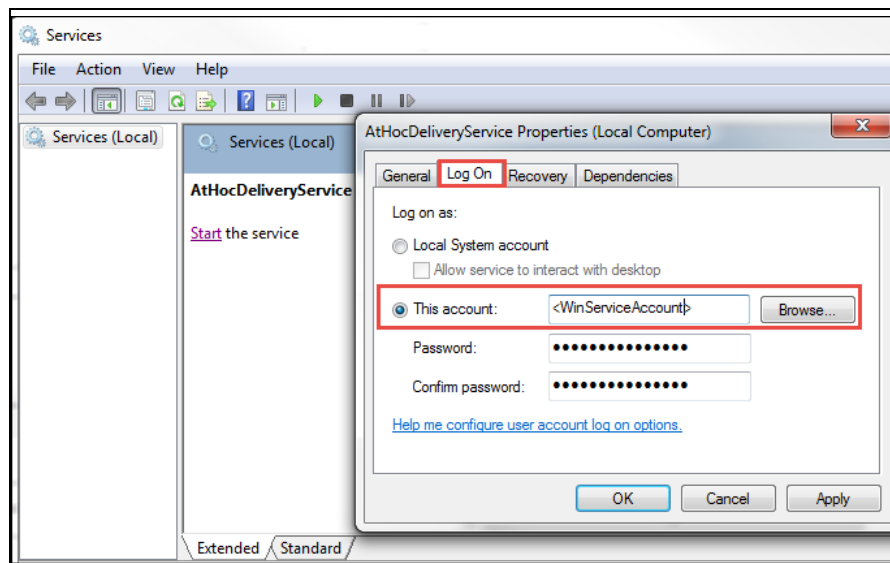 Services
File Action View Help
Services (Local)
Services (Local)
AtHocDeliveryService
Start the service
Extended
Standard
AtHocDeliveryService Properties (Local Computer)
General
Log On
Recovery
Dependencies
Log on as:
Local System account
Allow service to interact with desktop
This account:
<WinServiceAccount>
Browse...
Password:
•••••••••••••••
Confirm password:
•••••••••••••••
Help me configure user account log on options.
OK
Cancel
Apply